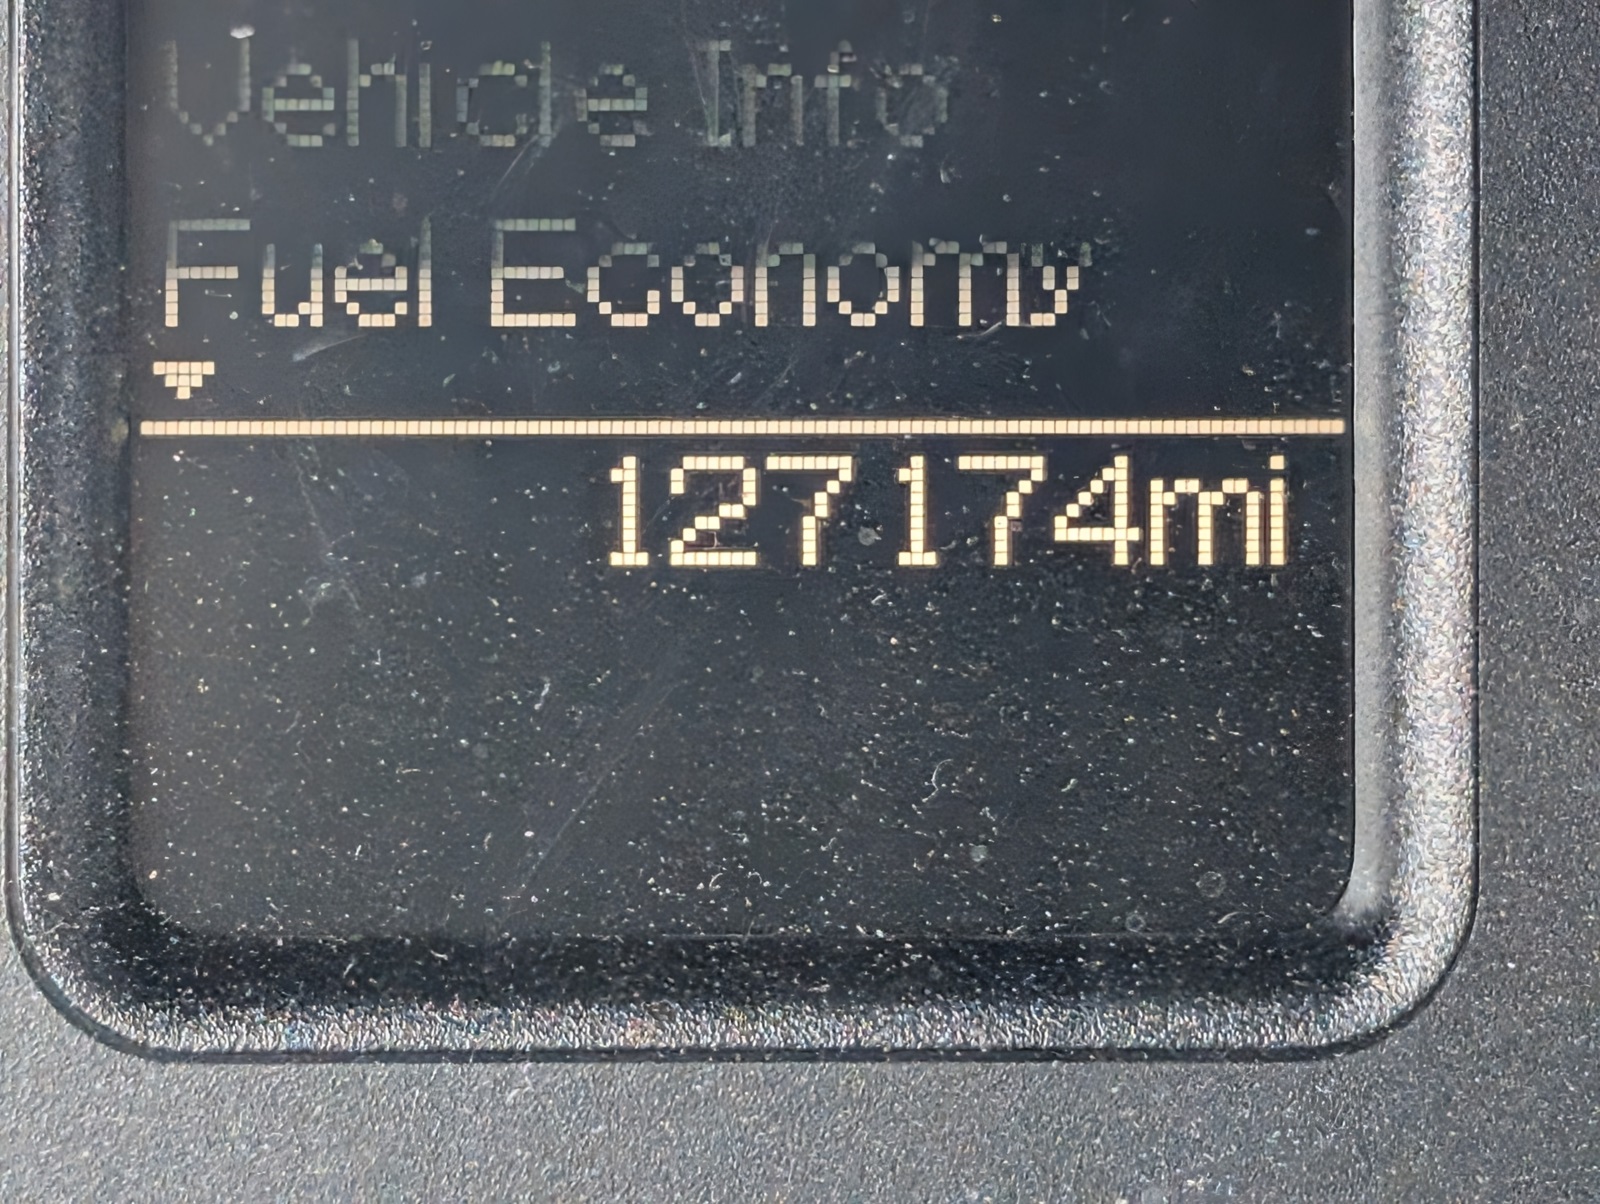 Vehicle Info
Fuel Economy
127174mi